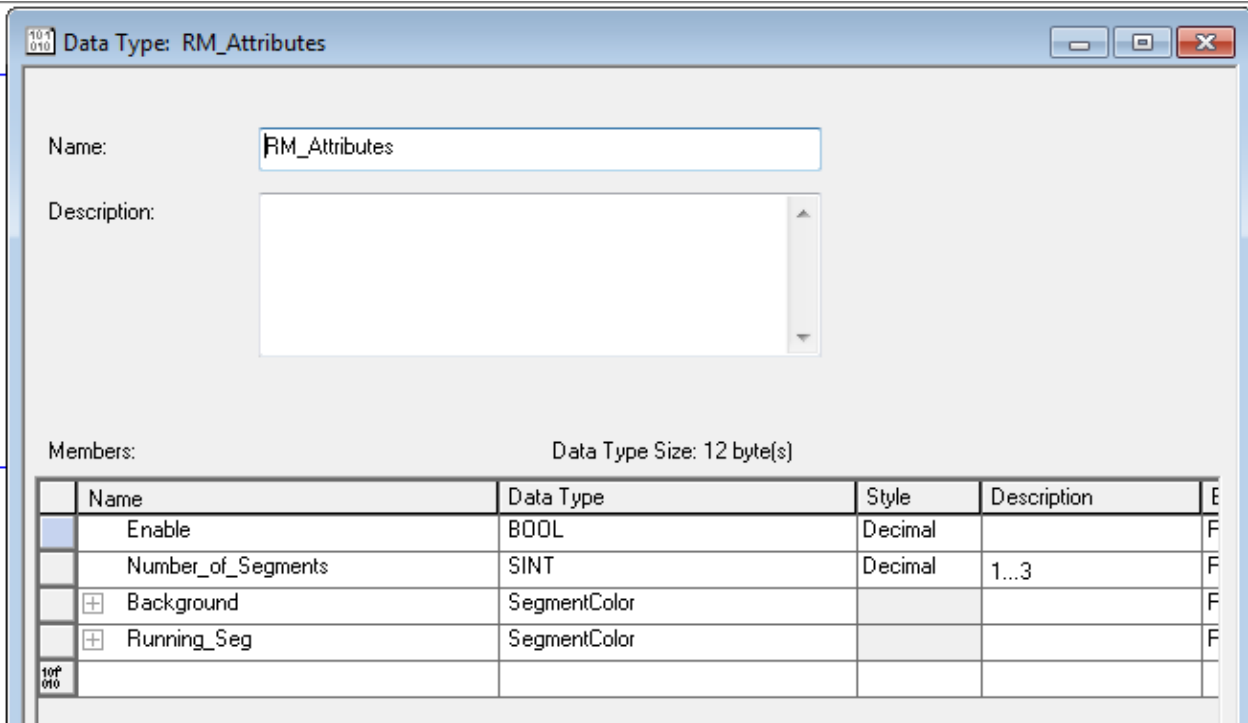 Data Type: RM_Attributes
Name: RM_Attributes
Description:
Members: Data Type Size: 12 byte(s)
Name Data Type Style Description E
Enable BOOL Decimal F
Number_of_Segments SINT Decimal 1...3 F
Background SegmentColor F
Running_Seg SegmentColor F